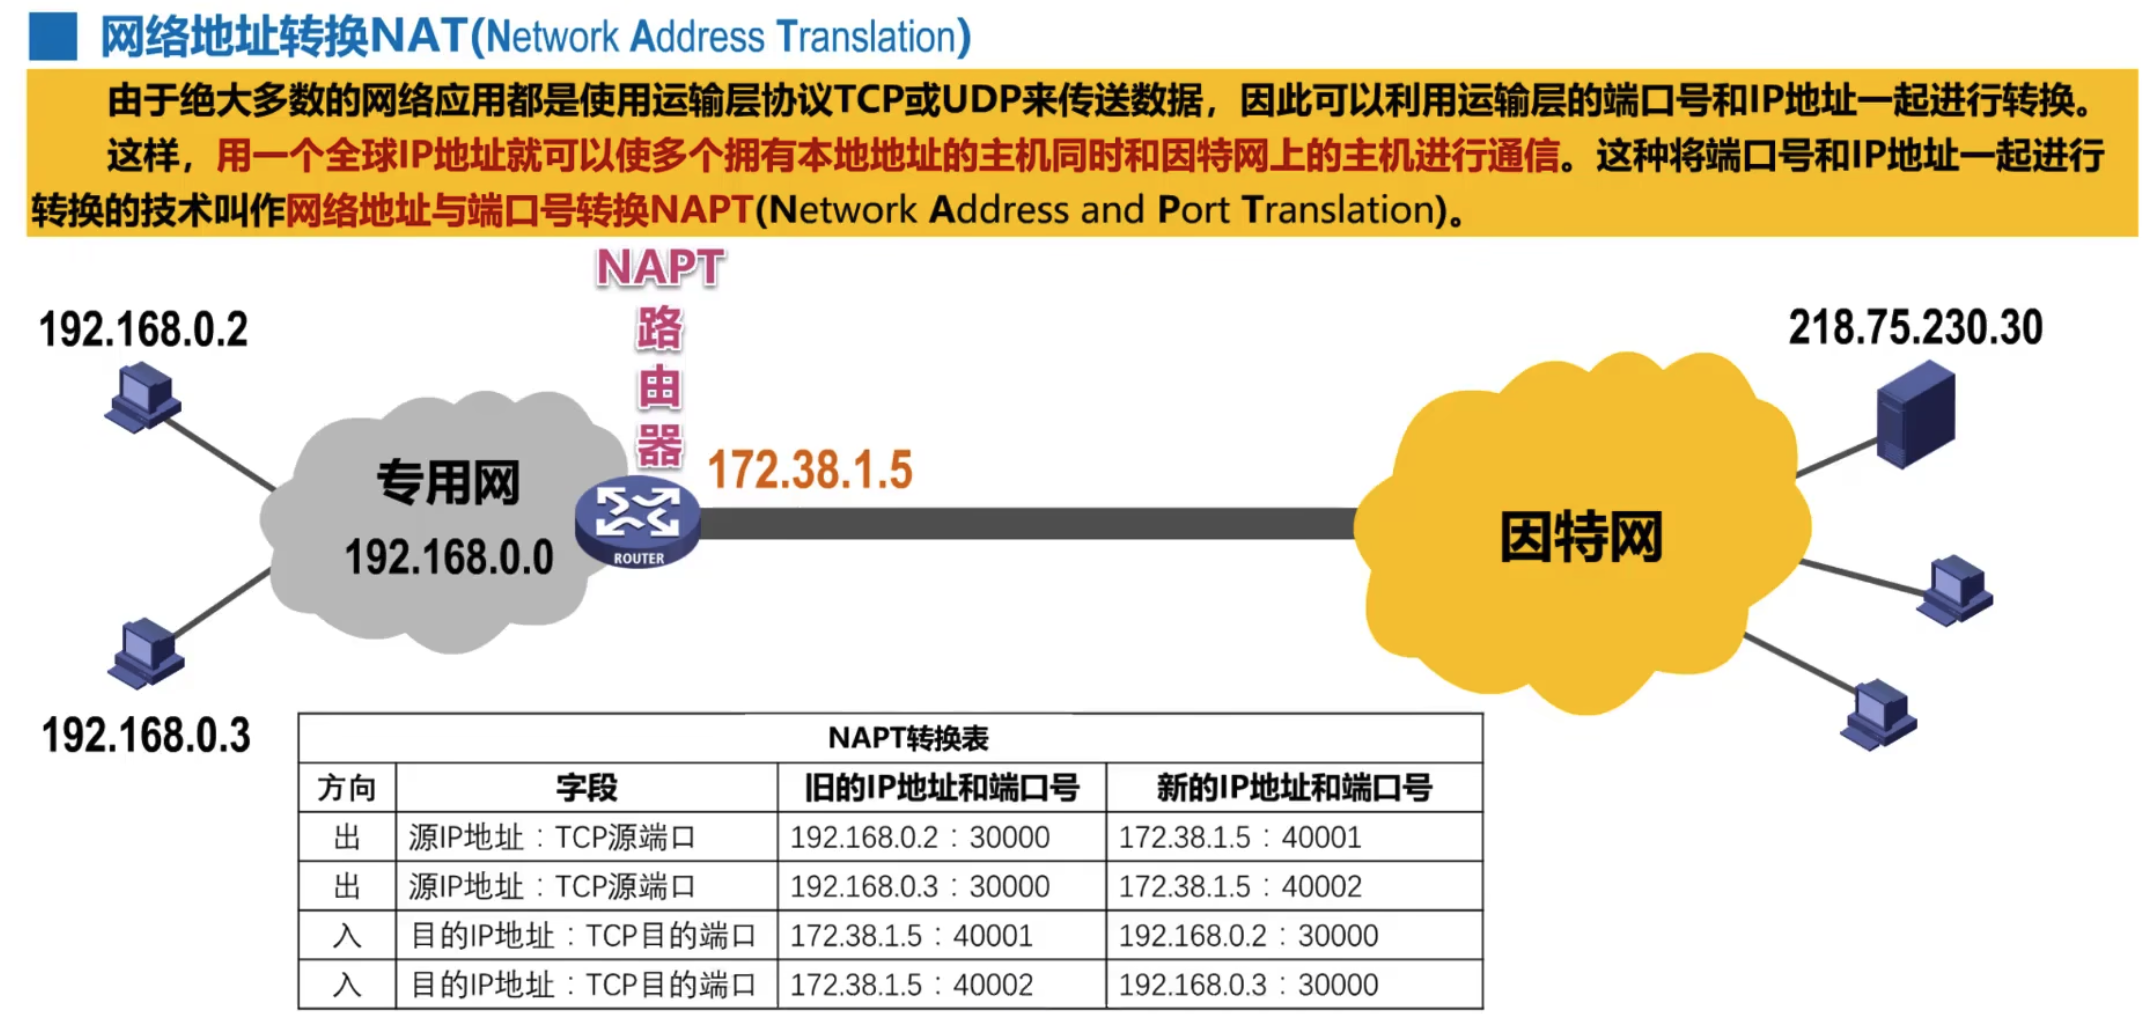 网络地址转换NAT(Network Address Translation)
由于绝大多数的网络应用都是使用运输层协议TCP或UDP来传送数据，因此可以利用运输层的端口号和IP地址一起进行转换。
这样，用一个全球IP地址就可以使多个拥有本地地址的主机同时和因特网上的主机进行通信。这种将端口号和IP地址一起进行
转换的技术叫作网络地址与端口号转换NAPT(Network Address and Port Translation)。
NAPT
路
由
器
192.168.0.2
218.75.230.30
172.38.1.5
专用网
192.168.0.0
ROUTER
因特网
192.168.0.3
NAPT转换表
方向 字段 旧的IP地址和端口号 新的IP地址和端口号
出 源IP地址：TCP源端口 192.168.0.2：30000 172.38.1.5：40001
出 源IP地址：TCP源端口 192.168.0.3：30000 172.38.1.5：40002
入 目的IP地址：TCP目的端口 172.38.1.5：40001 192.168.0.2：30000
入 目的IP地址：TCP目的端口 172.38.1.5：40002 192.168.0.3：30000